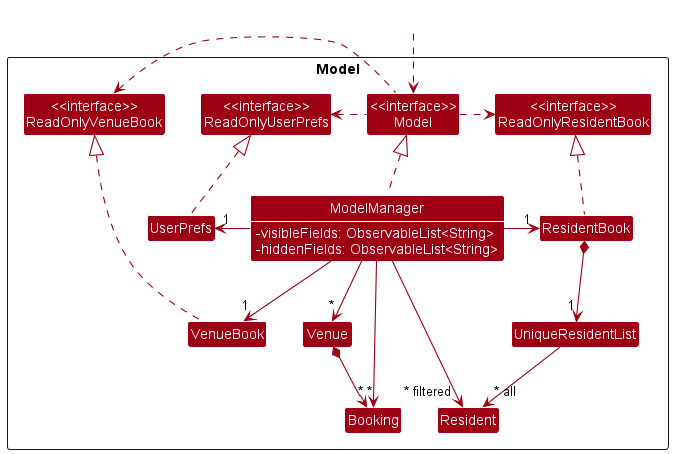 Model
<<interface>>
ReadOnlyVenueBook
<<interface>>
ReadOnlyUserPrefs
<<interface>>
Model
<<interface>>
ReadOnlyResidentBook
ModelManager
-visibleFields: ObservableList<String>
-hiddenFields: ObservableList<String>
UserPrefs
1
1
ResidentBook
1
*
1
VenueBook
Venue
UniqueResidentList
*
*
* filtered
* all
Booking
Resident